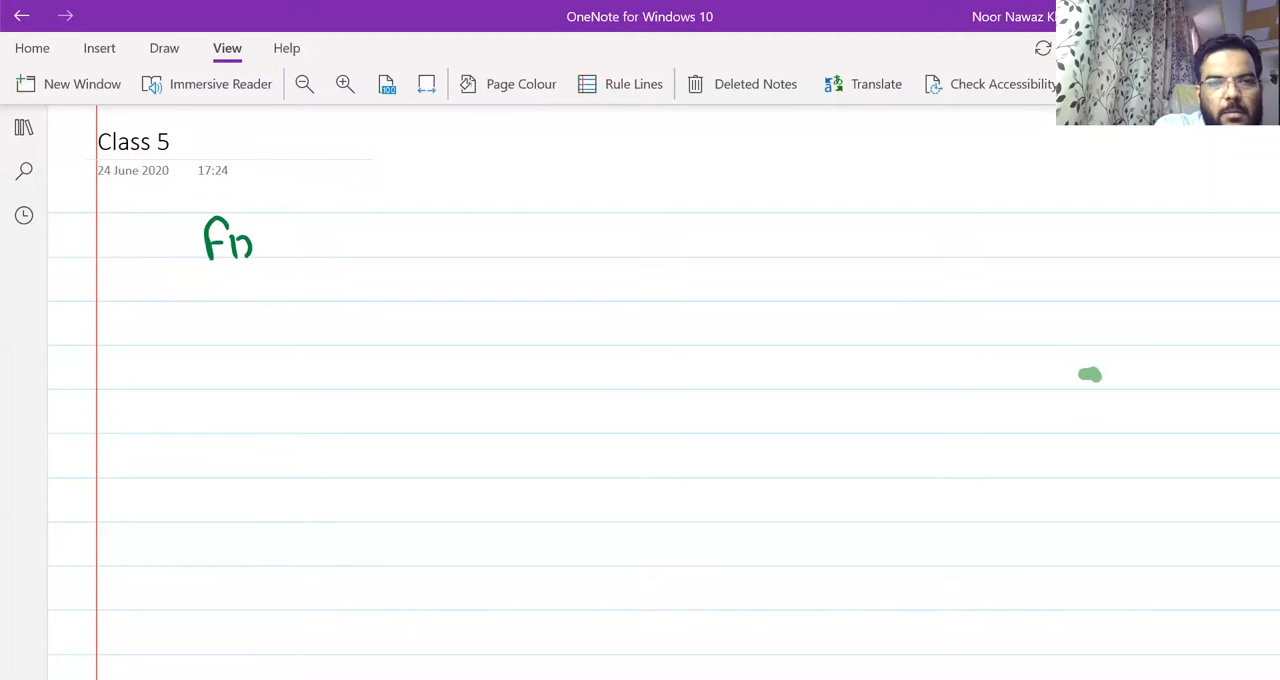 OneNote for Windows 10
Noor Nawaz K
Home Insert Draw View Help
New Window Immersive Reader 100 Page Colour Rule Lines Deleted Notes Translate Check Accessibility
Class 5
24 June 2020 17:24